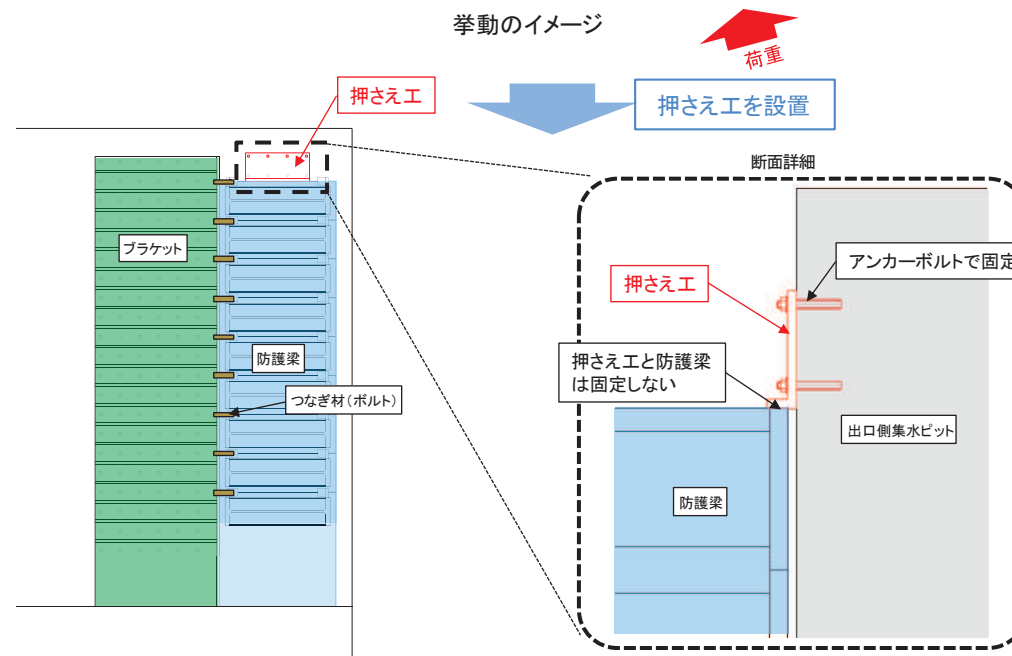 挙動のイメージ
荷重
押さえ工
押さえ工を設置
断面詳細
ブラケット
アンカーボルトで固定
押さえ工
防護梁
押さえ工と防護梁
は固定しない
つなぎ材(ボルト)
出口側集水ピット
防護梁